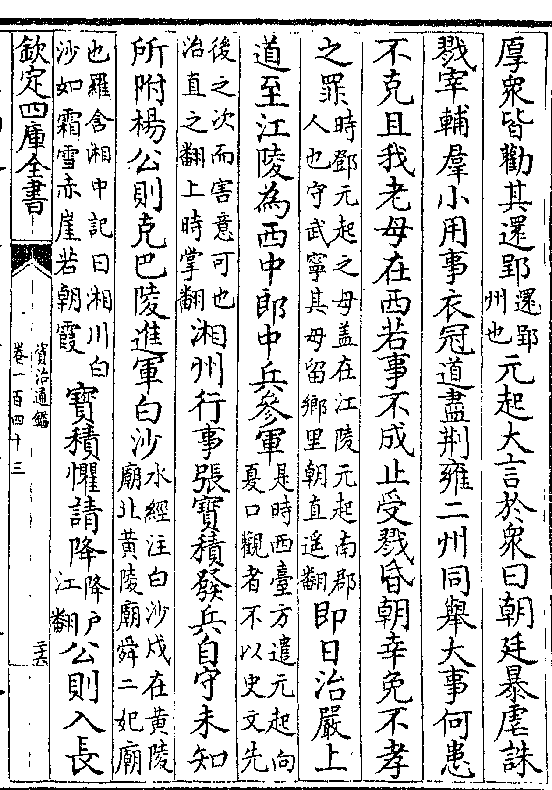 厚衆皆勸其還郢還郢州也元起大言於衆曰朝廷暴虐誅
戮宰輔羣小用事衣冠道盡荆雍二州同舉大事何患
不克且我老母在西若事不成止受戮昏朝幸免不孝
之罪時鄧元起之母盖在江陵元起南郡人也守武寧其母留鄉里朝直遥翻即日治嚴上
道至江陵為西中郎中兵參軍是時西臺方遣元起向夏口觀者不以史文先
後之次而害意可也治直之翻上時掌翻湘州行事張寶積發兵自守未知
所附楊公則克巴陵進軍白沙水經注白沙戍在黄陵廟北黄陵廟舜二妃廟
也羅含湘中記曰湘川白沙如霜雪赤崖若朝霞寶積懼請降降户江翻公則入長
欽定四庫全書
資治通鑑
卷一百四十三